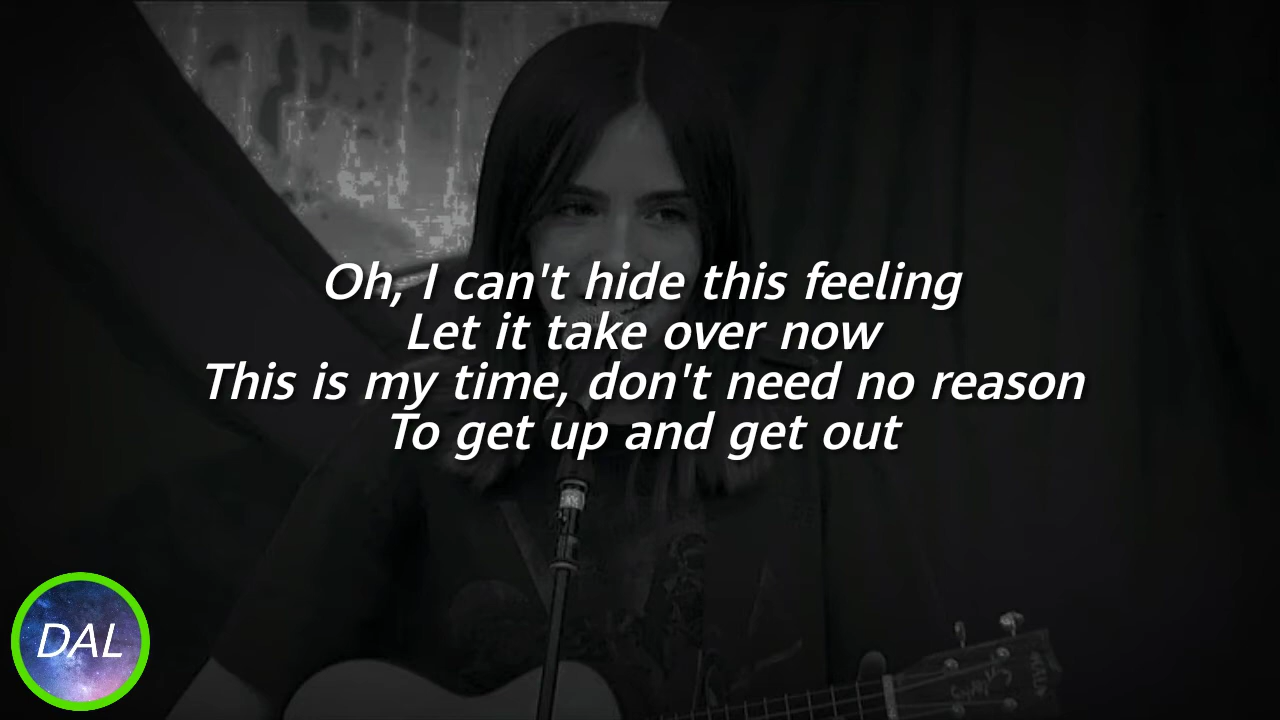 Oh, I can't hide this feeling
Let it take over now
This is my time, don't need no reason
To get up and get out
DAL